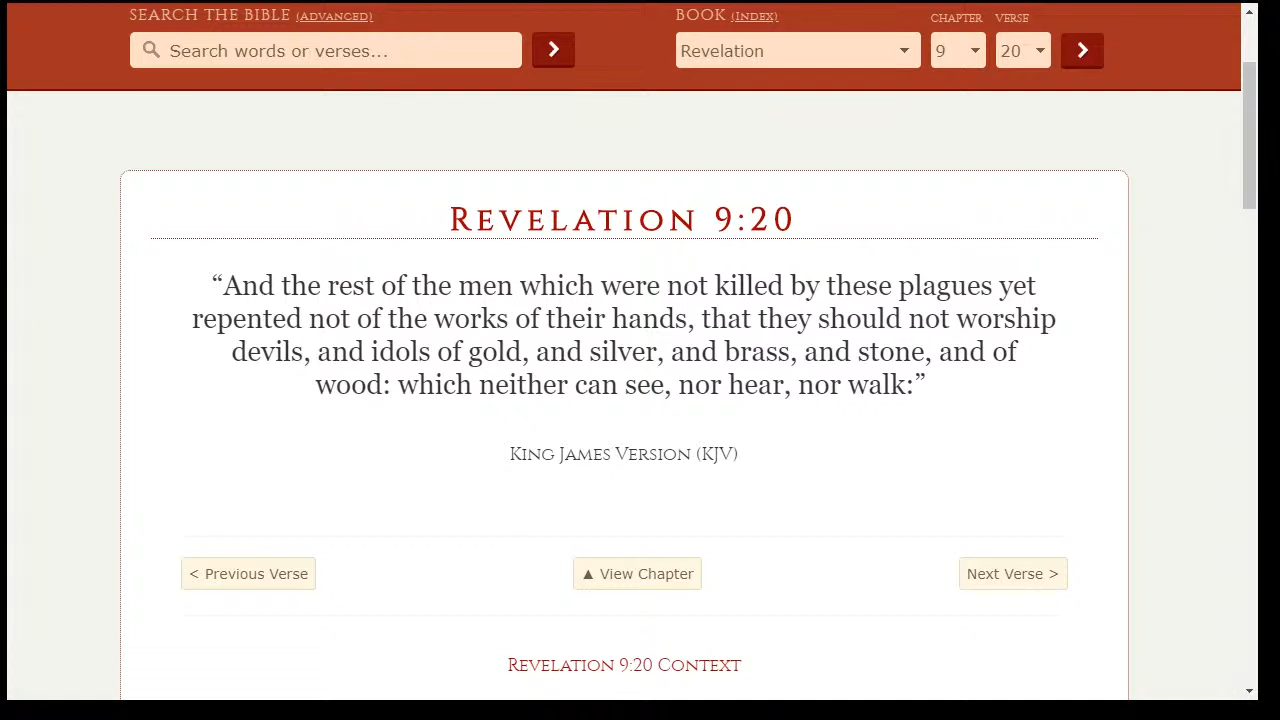 SEARCH THE BIBLE (ADVANCED)
BOOK (INDEX) CHAPTER VERSE
Search words or verses...
Revelation 9 20
REVELATION 9:20
“And the rest of the men which were not killed by these plagues yet
repented not of the works of their hands, that they should not worship
devils, and idols of gold, and silver, and brass, and stone, and of
wood: which neither can see, nor hear, nor walk:”
KING JAMES VERSION (KJV)
< Previous Verse
▲ View Chapter
Next Verse >
REVELATION 9:20 CONTEXT